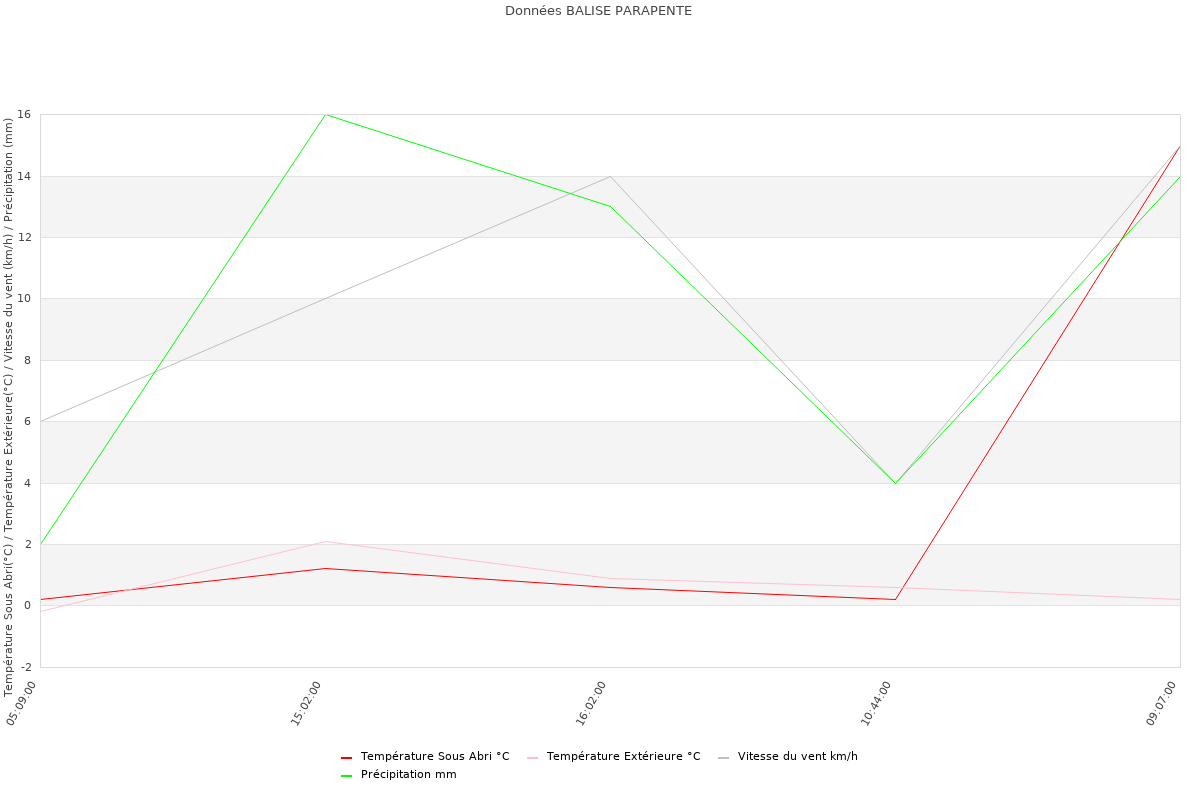 Données BALISE PARAPENTE
Température Sous Abri(°C) / Température Extérieure(°C) / Vitesse du vent (km/h) / Précipitation (mm)
16
14
12
10
8
6
4
2
0
-2
05:09:00
15:02:00
16:02:00
10:44:00
09:07:00
Température Sous Abri °C
Température Extérieure °C
Vitesse du vent km/h
Précipitation mm